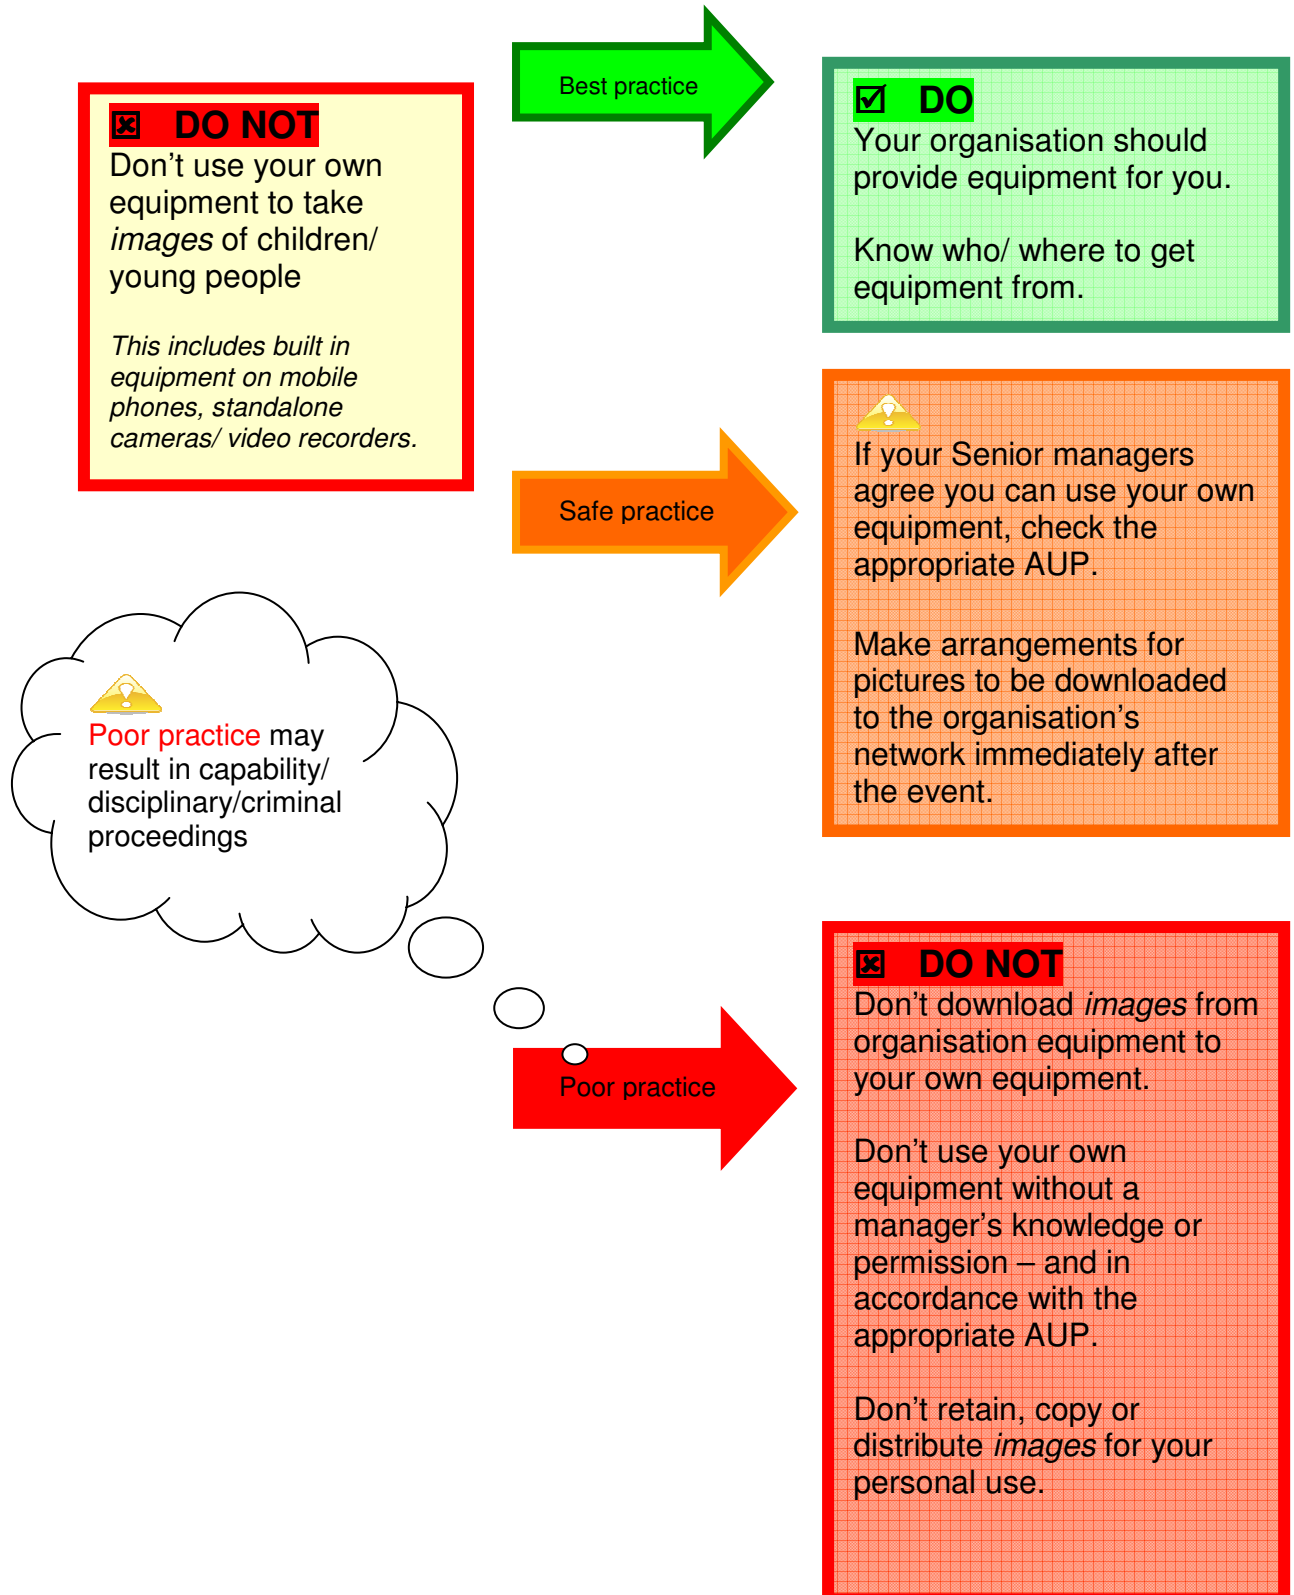 DO NOT
Don't use your own
equipment to take
images of children/
young people
This includes built in
equipment on mobile
phones, standalone
cameras/ video recorders.
Best practice
DO
Your organisation should
provide equipment for you.
Know who/ where to get
equipment from.
Safe practice
If your Senior managers
agree you can use your own
equipment, check the
appropriate AUP.
Make arrangements for
pictures to be downloaded
to the organisation's
network immediately after
the event.
Poor practice may
result in capability/
disciplinary/criminal
proceedings
Poor practice
DO NOT
Don't download images from
organisation equipment to
your own equipment.
Don't use your own
equipment without a
manager's knowledge or
permission – and in
accordance with the
appropriate AUP.
Don't retain, copy or
distribute images for your
personal use.